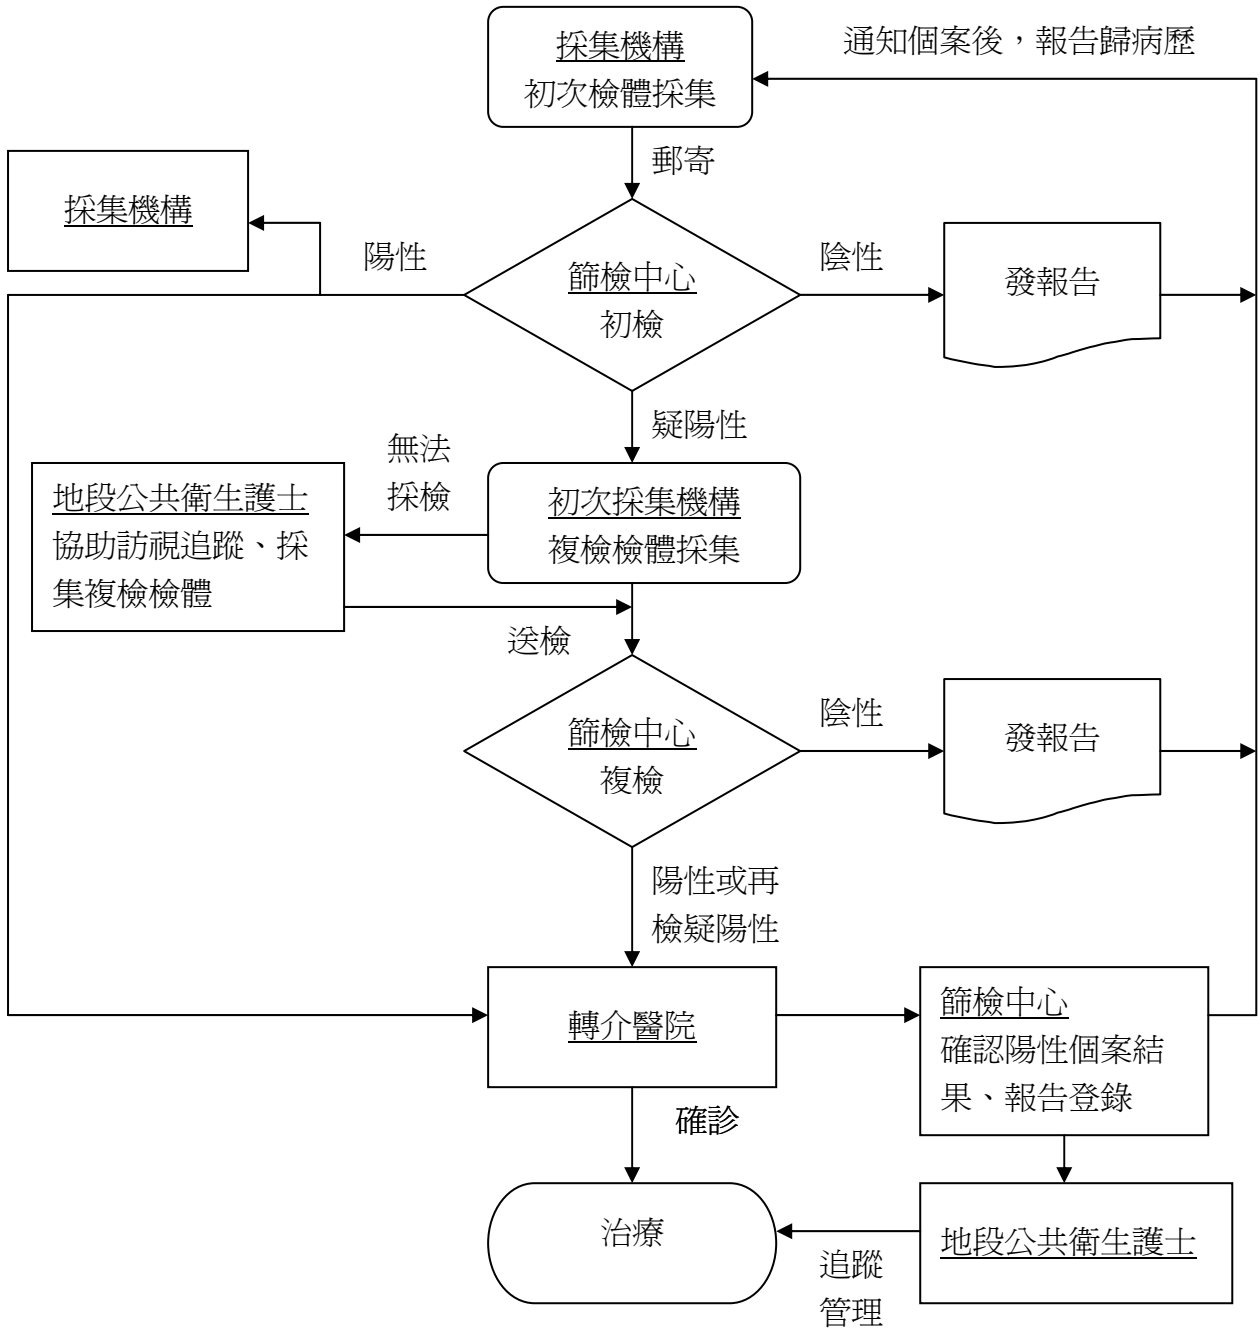 採集機構
初次檢體採集
通知個案後，報告歸病歷
郵寄
採集機構
陽性
篩檢中心
初檢
陰性
發報告
疑陽性
無法
採檢
地段公共衛生護士
協助訪視追蹤、採
集複檢檢體
初次採集機構
複檢檢體採集
送檢
篩檢中心
複檢
陰性
發報告
陽性或再
檢疑陽性
轉介醫院
篩檢中心
確認陽性個案結
果、報告登錄
確診
治療
追蹤
管理
地段公共衛生護士